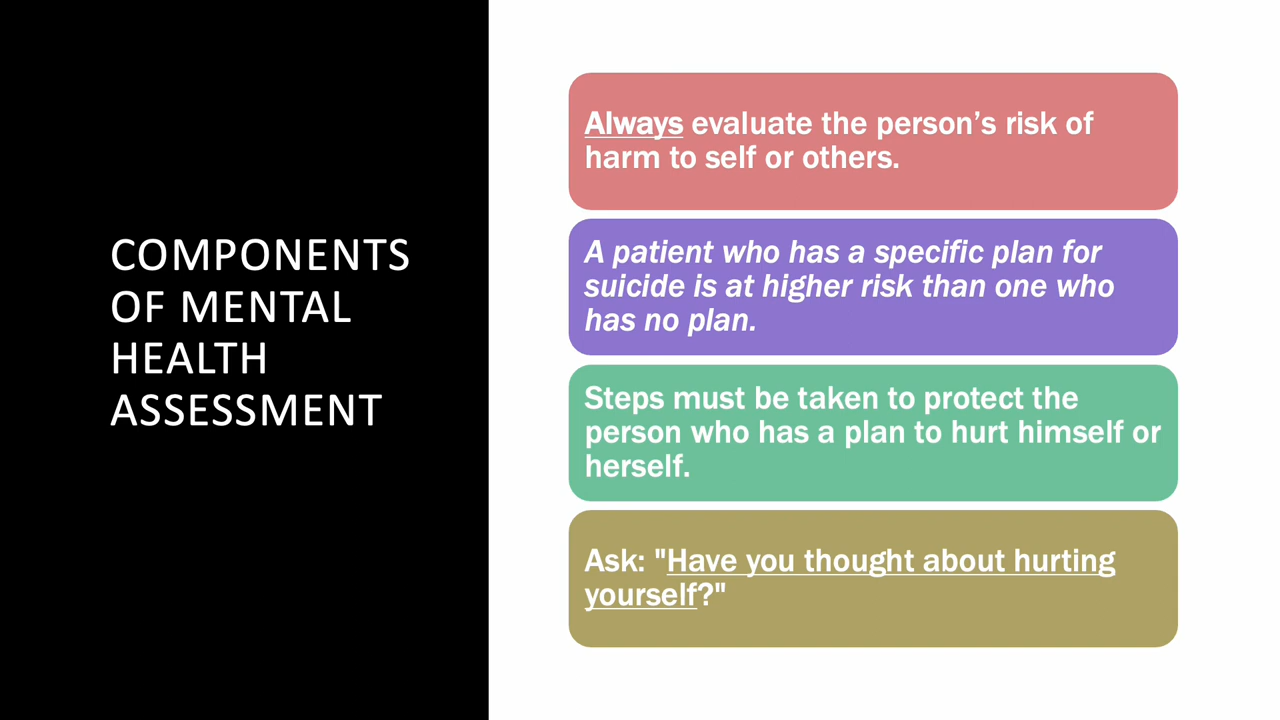 COMPONENTS
OF MENTAL
HEALTH
ASSESSMENT
Always evaluate the person’s risk of
harm to self or others.
A patient who has a specific plan for
suicide is at higher risk than one who
has no plan.
Steps must be taken to protect the
person who has a plan to hurt himself or
herself.
Ask: "Have you thought about hurting
yourself?"